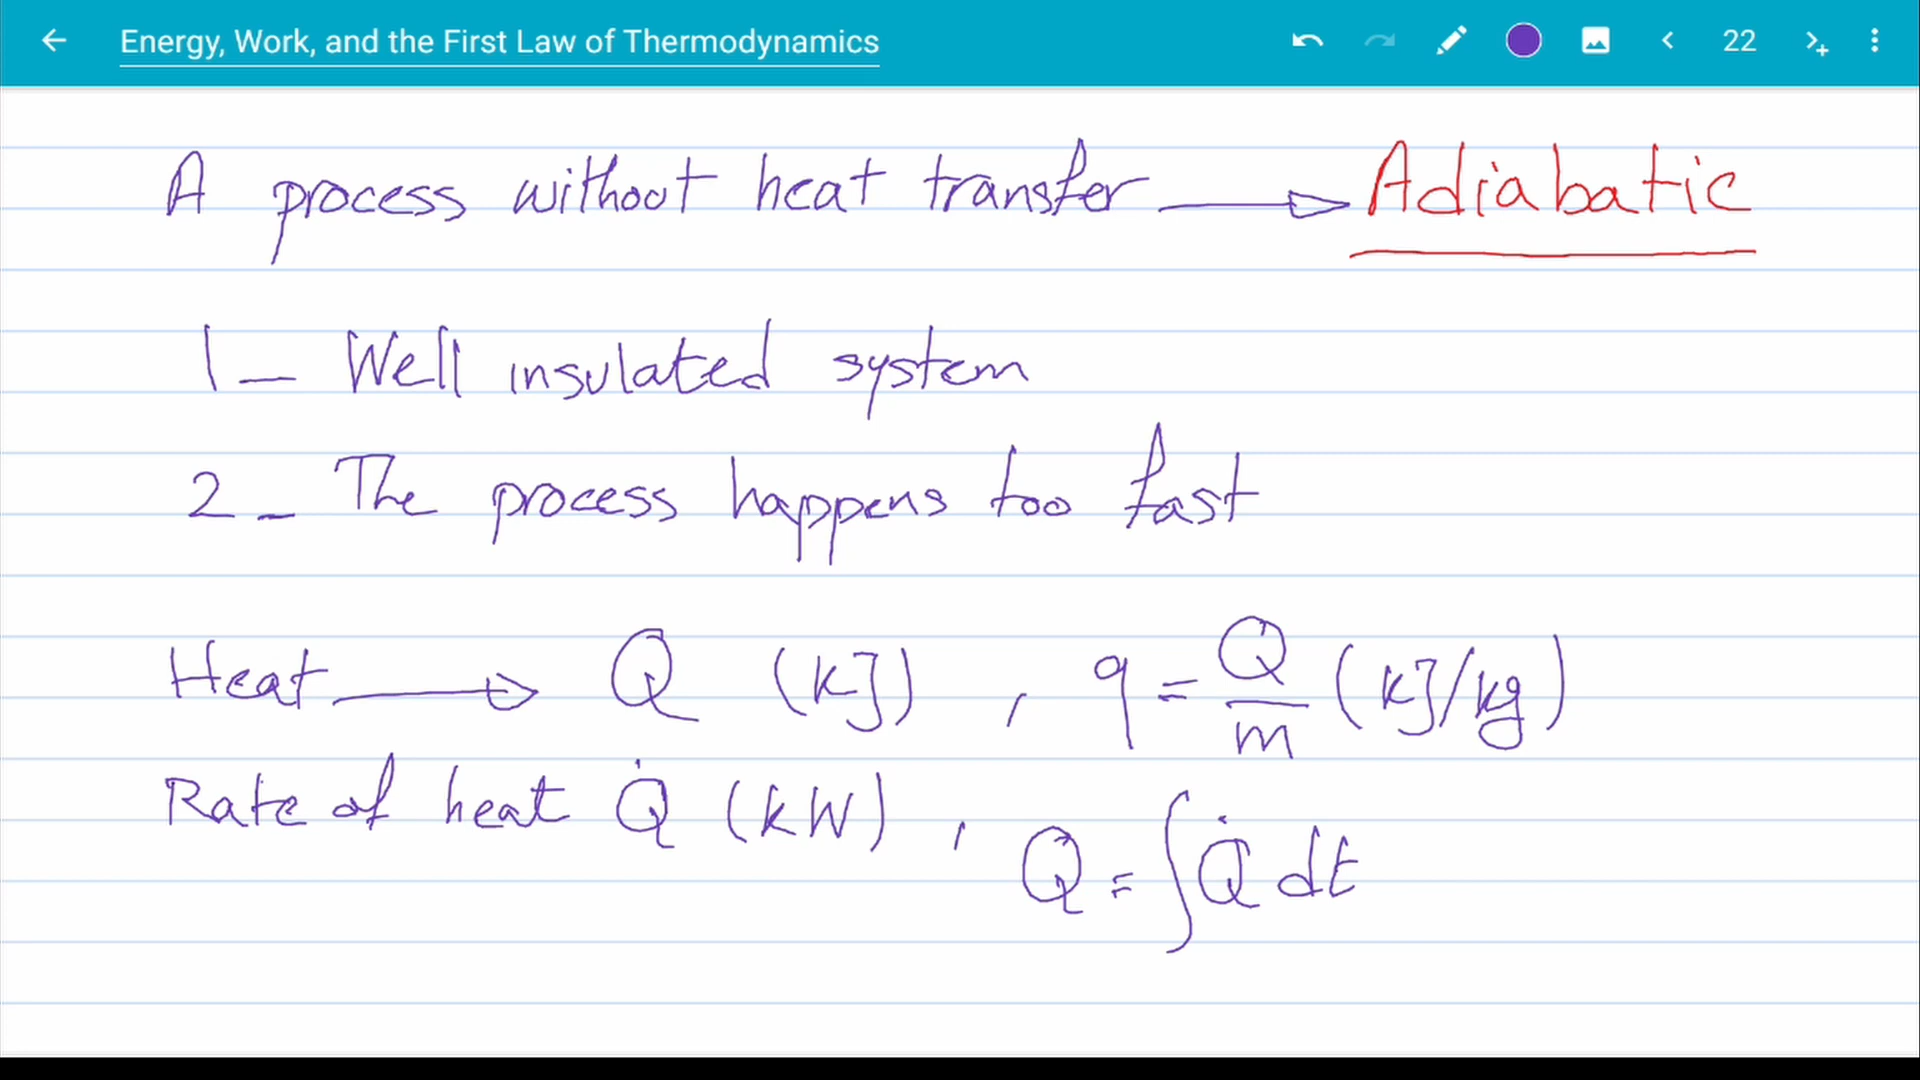 Energy, Work, and the First Law of Thermodynamics 22
A process without heat transfer → Adiabatic
1 – Well insulated system
2 – The process happens too fast
Heat → Q (kJ) , q = Q/m (kJ/kg)
Rate of heat Q̇ (kW) , Q = ∫ Q̇ dt